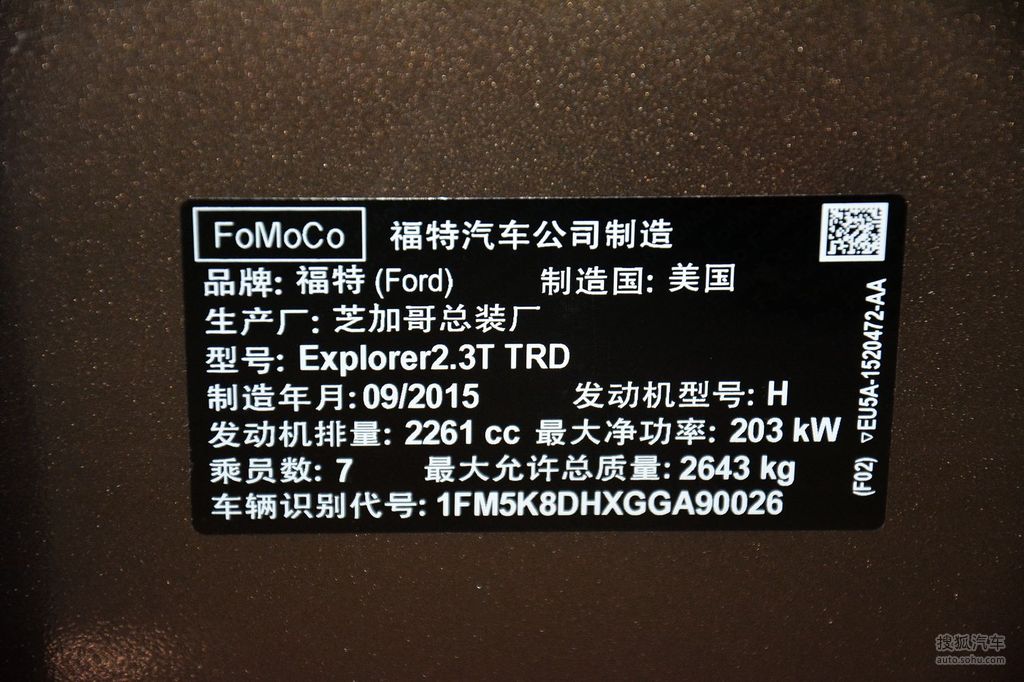 FoMoCo 福特汽车公司制造
品牌: 福特 (Ford) 制造国: 美国
生产厂: 芝加哥总装厂
型号: Explorer2.3T TRD
制造年月: 09/2015 发动机型号: H
发动机排量: 2261 cc 最大净功率: 203 kW
乘员数: 7 最大允许总质量: 2643 kg
车辆识别代号: 1FM5K8DHXGGA90026
(F02) ▽EU5A-1520472-AA
搜狐汽车
auto.sohu.com